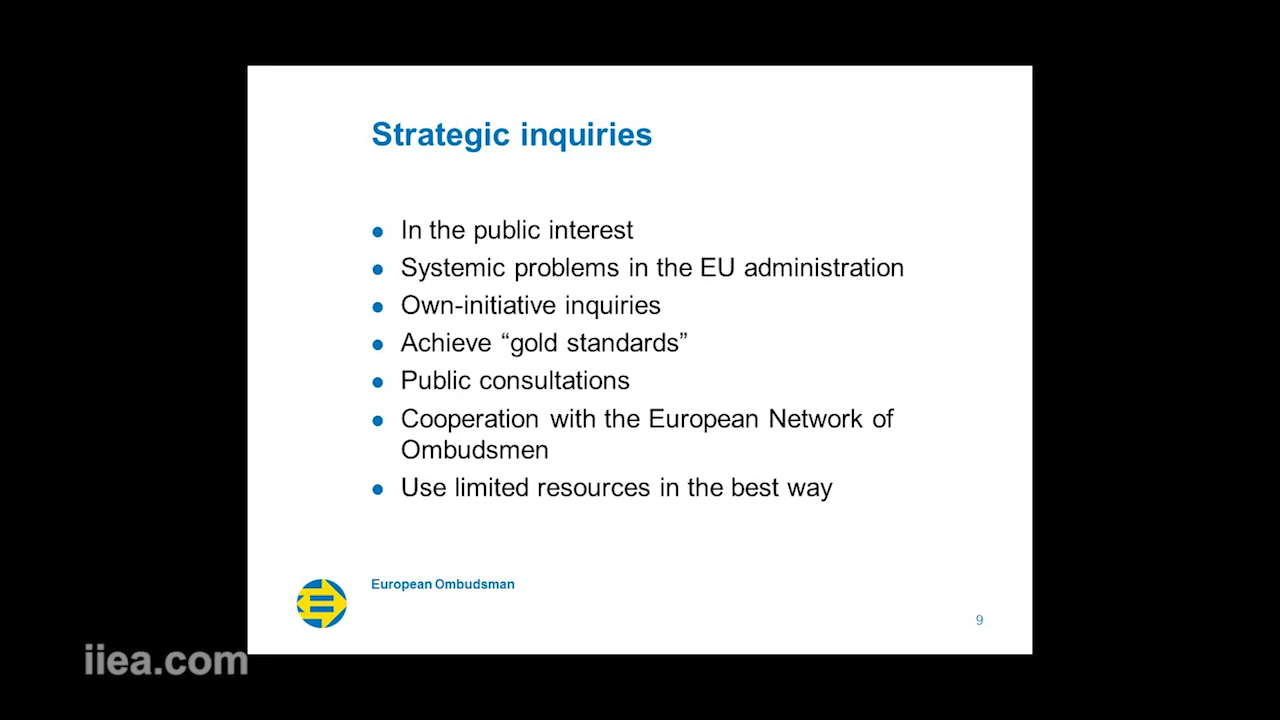 Strategic inquiries
In the public interest
Systemic problems in the EU administration
Own-initiative inquiries
Achieve “gold standards”
Public consultations
Cooperation with the European Network of
Ombudsmen
Use limited resources in the best way
European Ombudsman
9
iiea.com